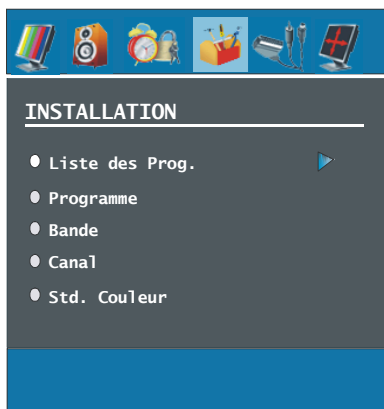 INSTALLATION
Liste des Prog.
Programme
Bande
Canal
Std. Couleur